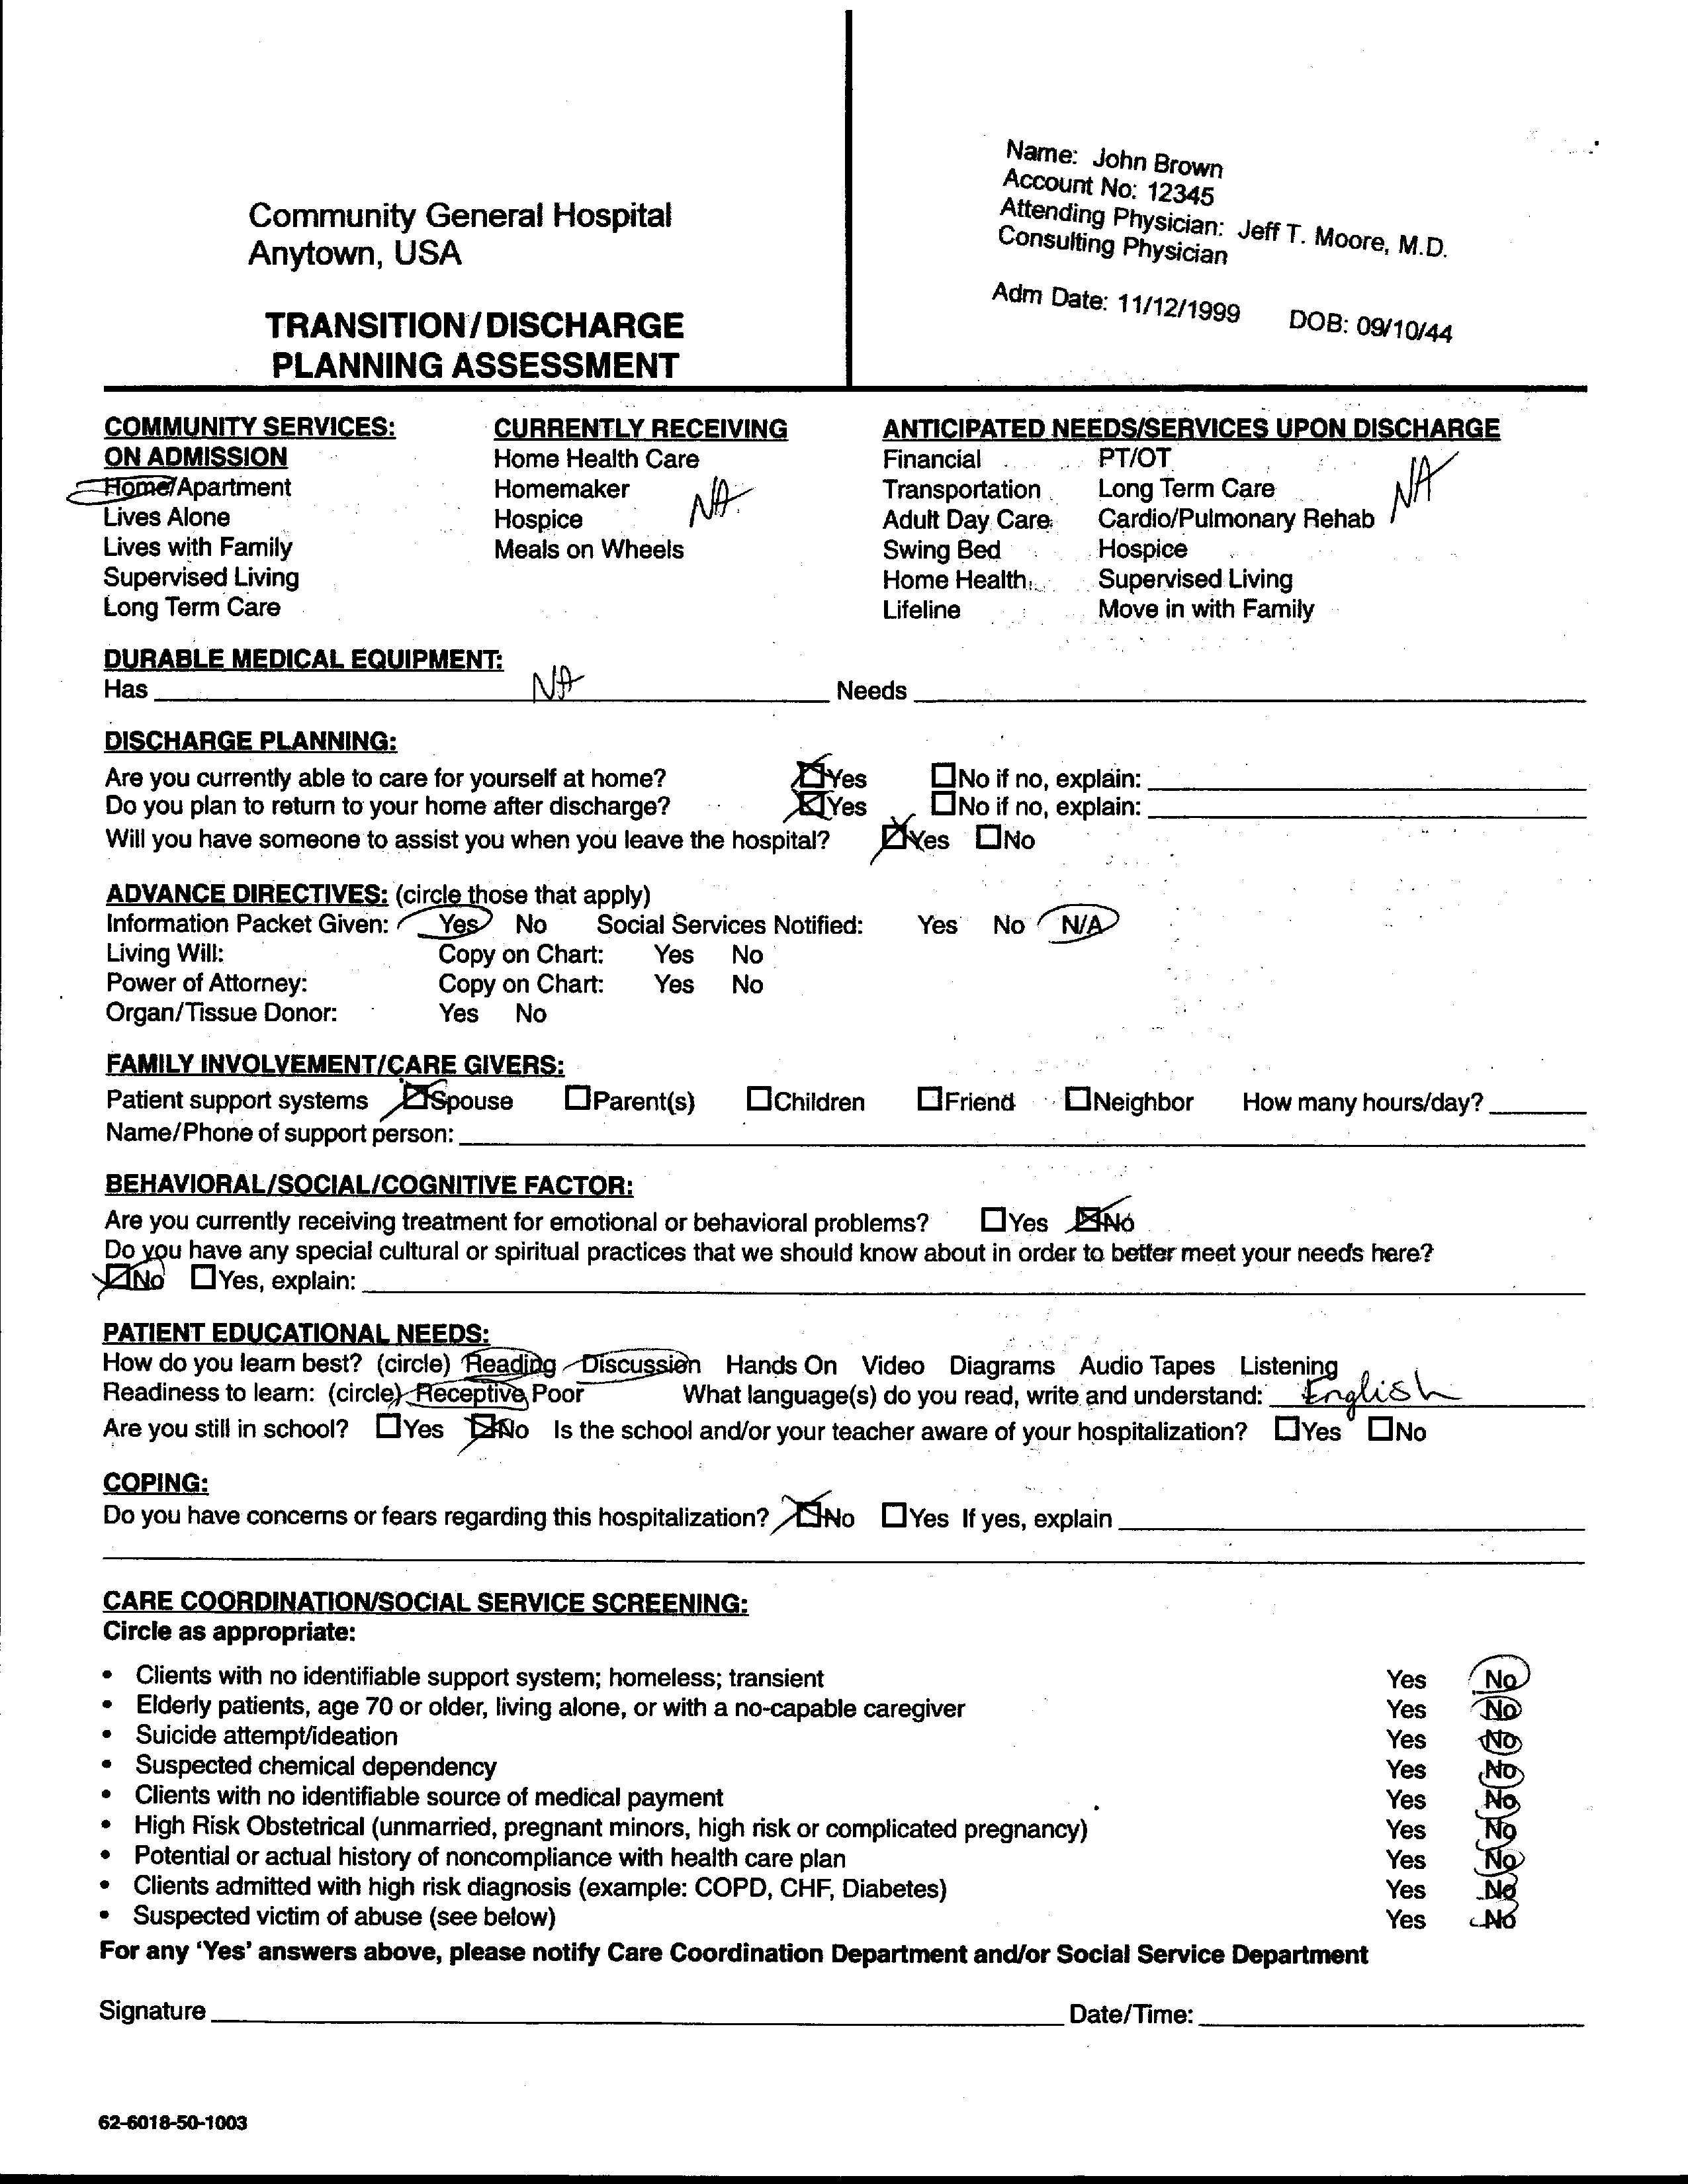 Name: John Brown
Account No: 12345
Attending Physician: Jeff T. Moore, M.D.
Consulting Physician
Adm Date: 11/12/1999 DOB: 09/10/44
Community General Hospital
Anytown, USA
TRANSITION/DISCHARGE
PLANNING ASSESSMENT
COMMUNITY SERVICES: CURRENTLY RECEIVING ANTICIPATED NEEDS/SERVICES UPON DISCHARGE
ON ADMISSION Home Health Care Financial PT/OT
Home/Apartment Homemaker NA Transportation Long Term Care NA
Lives Alone Hospice Adult Day Care Cardio/Pulmonary Rehab
Lives with Family Meals on Wheels Swing Bed Hospice
Supervised Living Home Health Supervised Living
Long Term Care Lifeline Move in with Family
DURABLE MEDICAL EQUIPMENT:
Has NA Needs
DISCHARGE PLANNING:
Are you currently able to care for yourself at home? Yes No if no, explain:
Do you plan to return to your home after discharge? Yes No if no, explain:
Will you have someone to assist you when you leave the hospital? Yes No
ADVANCE DIRECTIVES: (circle those that apply)
Information Packet Given: Yes No Social Services Notified: Yes No N/A
Living Will: Copy on Chart: Yes No
Power of Attorney: Copy on Chart: Yes No
Organ/Tissue Donor: Yes No
FAMILY INVOLVEMENT/CARE GIVERS:
Patient support systems Spouse Parent(s) Children Friend Neighbor How many hours/day?
Name/Phone of support person:
BEHAVIORAL/SOCIAL/COGNITIVE FACTOR:
Are you currently receiving treatment for emotional or behavioral problems? Yes No
Do you have any special cultural or spiritual practices that we should know about in order to better meet your needs here?
No Yes, explain:
PATIENT EDUCATIONAL NEEDS:
How do you learn best? (circle) Reading Discussion Hands On Video Diagrams Audio Tapes Listening
Readiness to learn: (circle) Receptive Poor What language(s) do you read, write and understand: English
Are you still in school? Yes No Is the school and/or your teacher aware of your hospitalization? Yes No
COPING:
Do you have concerns or fears regarding this hospitalization? No Yes If yes, explain
CARE COORDINATION/SOCIAL SERVICE SCREENING:
Circle as appropriate:
• Clients with no identifiable support system; homeless; transient Yes No
• Elderly patients, age 70 or older, living alone, or with a no-capable caregiver Yes No
• Suicide attempt/ideation Yes No
• Suspected chemical dependency Yes No
• Clients with no identifiable source of medical payment Yes No
• High Risk Obstetrical (unmarried, pregnant minors, high risk or complicated pregnancy) Yes No
• Potential or actual history of noncompliance with health care plan Yes No
• Clients admitted with high risk diagnosis (example: COPD, CHF, Diabetes) Yes No
• Suspected victim of abuse (see below) Yes No
For any 'Yes' answers above, please notify Care Coordination Department and/or Social Service Department
Signature Date/Time:
62-6018-50-1003